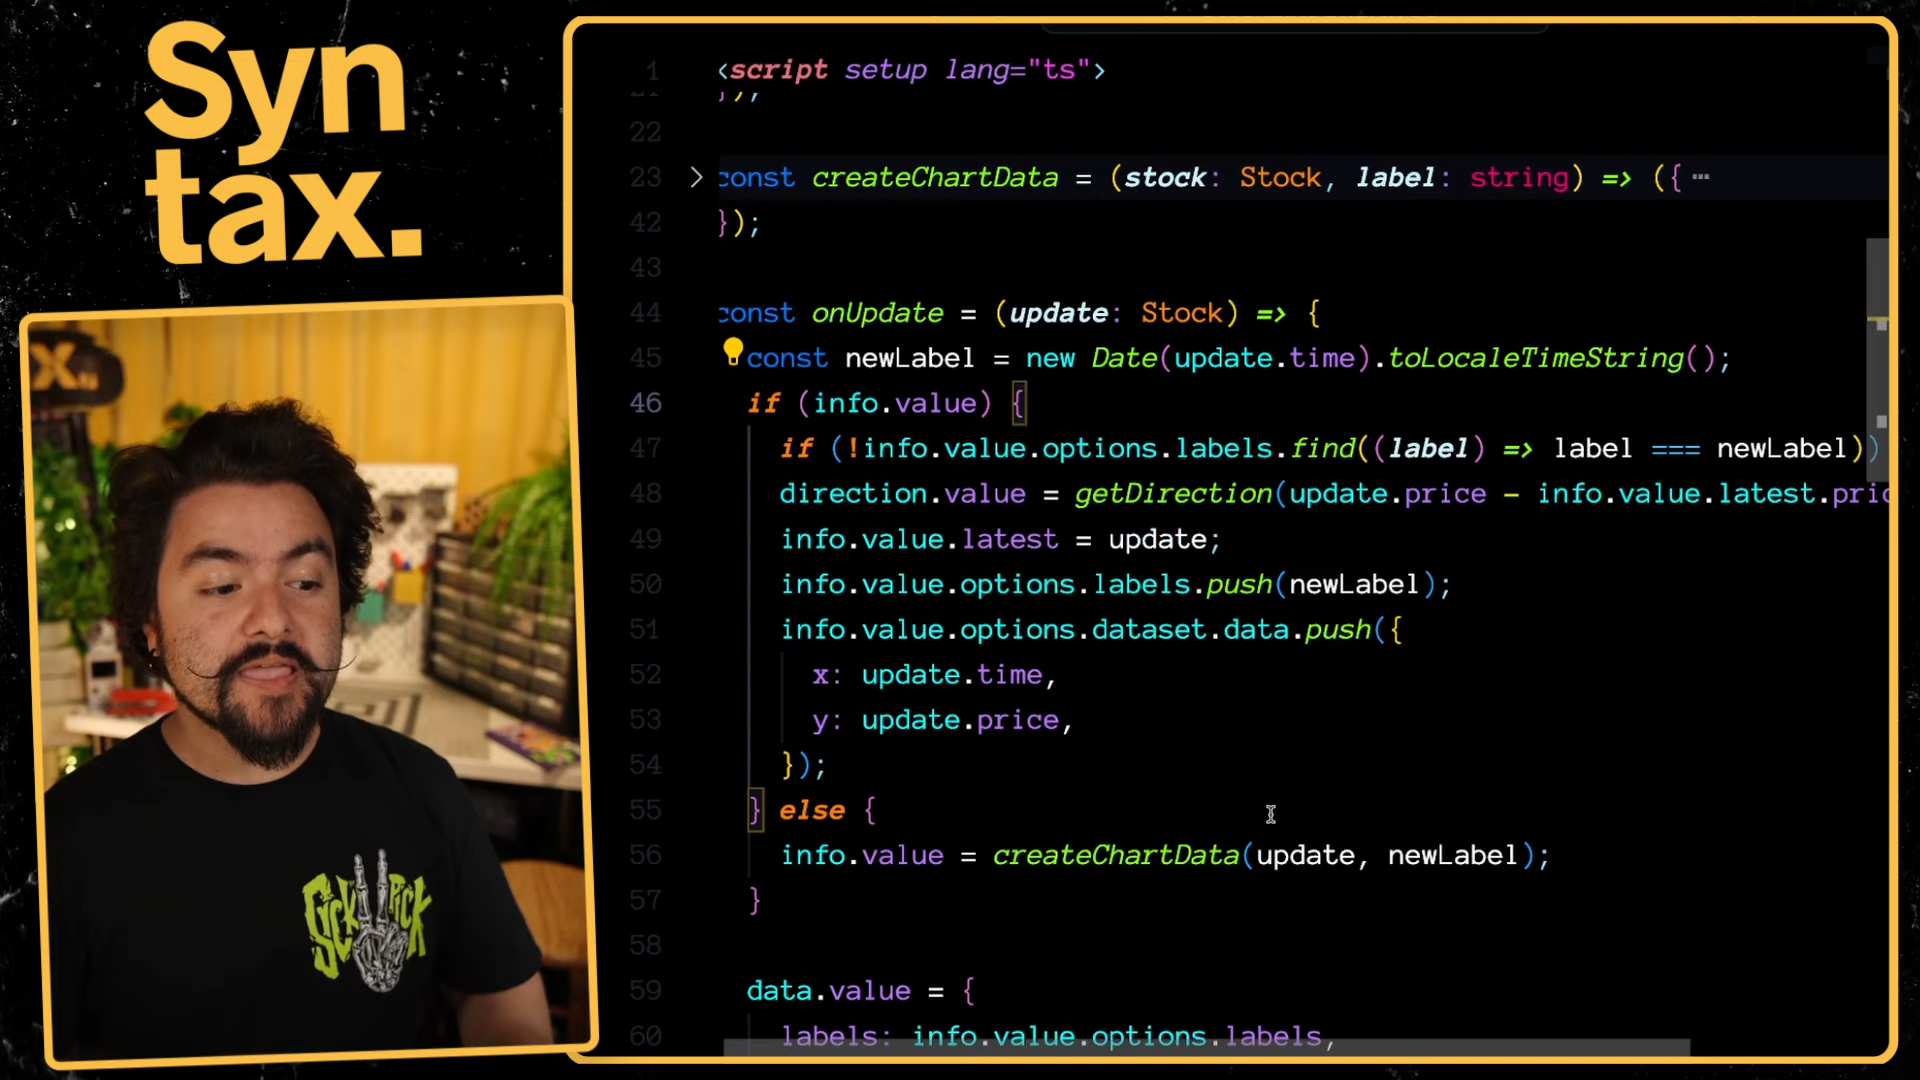 Syn
tax.
1 <script setup lang="ts">
21 });
22
23 const createChartData = (stock: Stock, label: string) => ({ ···
42 });
43
44 const onUpdate = (update: Stock) => {
45 const newLabel = new Date(update.time).toLocaleTimeString();
46 if (info.value) {
47 if (!info.value.options.labels.find((label) => label === newLabel))
48 direction.value = getDirection(update.price - info.value.latest.pric
49 info.value.latest = update;
50 info.value.options.labels.push(newLabel);
51 info.value.options.dataset.data.push({
52 x: update.time,
53 y: update.price,
54 });
55 } else {
56 info.value = createChartData(update, newLabel);
57 }
58
59 data.value = {
60 labels: info.value.options.labels,
SICK PICK